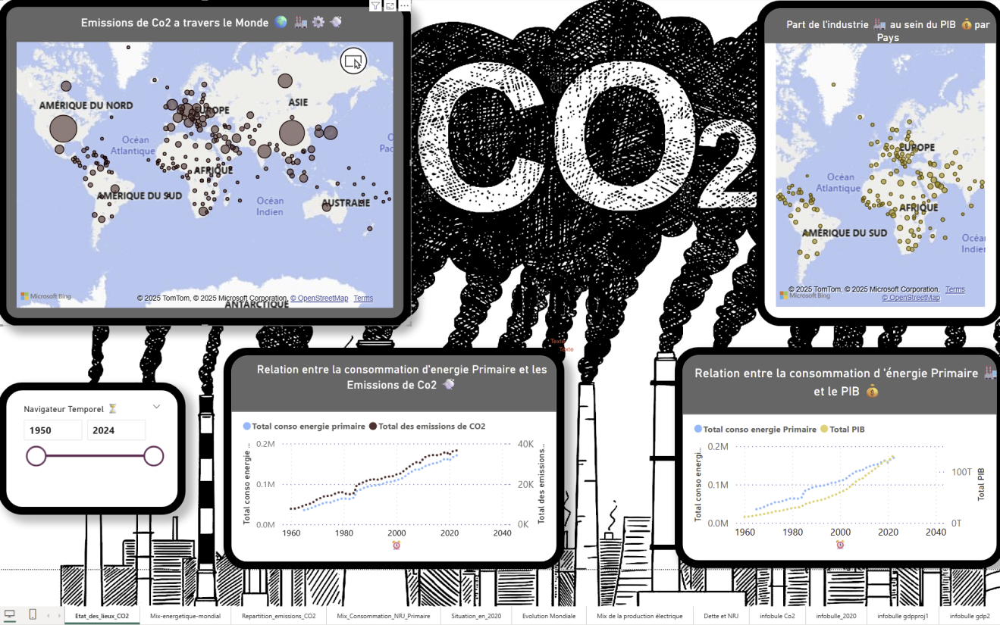 Emissions de Co2 a travers le Monde 🌍 🏭 ⚙️ 🛰️
AMÉRIQUE DU NORD
EUROPE
ASIE
Océan
Atlantique
AFRIQUE
AMÉRIQUE DU SUD
Océan
Indien
AUSTRALIE
O
Pac
ANTARCTIQUE
Microsoft Bing
© 2025 TomTom, © 2025 Microsoft Corporation, © OpenStreetMap Terms
CO2
Part de l'industrie 🏭 au sein du PIB 💰 par
Pays
EUROPE
Océan
Atlantique
AFRIQUE
AMÉRIQUE DU SUD
Océa
Indien
© 2025 TomTom, © 2025 Microsoft Corporation, Terms
Microsoft Bing
© OpenStreetMap
Texte
Texte
Navigateur Temporel ⏳
1950
2024
Relation entre la consommation d'energie Primaire et les
Emissions de Co2
Total conso energie primaire
Total des emissions de CO2
Total conso energie ...
0.2M
0.1M
0.0M
40K
20K
0K
Total des emissions...
1960
1980
2000
2020
2040
⏰
Relation entre la consommation d 'énergie Primaire 🏭
et le PIB 💰
Total conso energie Primaire
Total PIB
Total conso energi...
0.2M
0.1M
0.0M
100T
0T
Total PIB
1960
1980
2000
2020
2040
⏰
Etat_des_lieux_CO2
Mix-energetique-mondial
Repartition_emissions_CO2
Mix_Consommation_NRJ_Primaire
Situation_en_2020
Evolution Mondiale
Mix de la production électrique
Dette et NRJ
infobule Co2
infobulle_2020
infobulle gdpproj1
infobulle gdp2